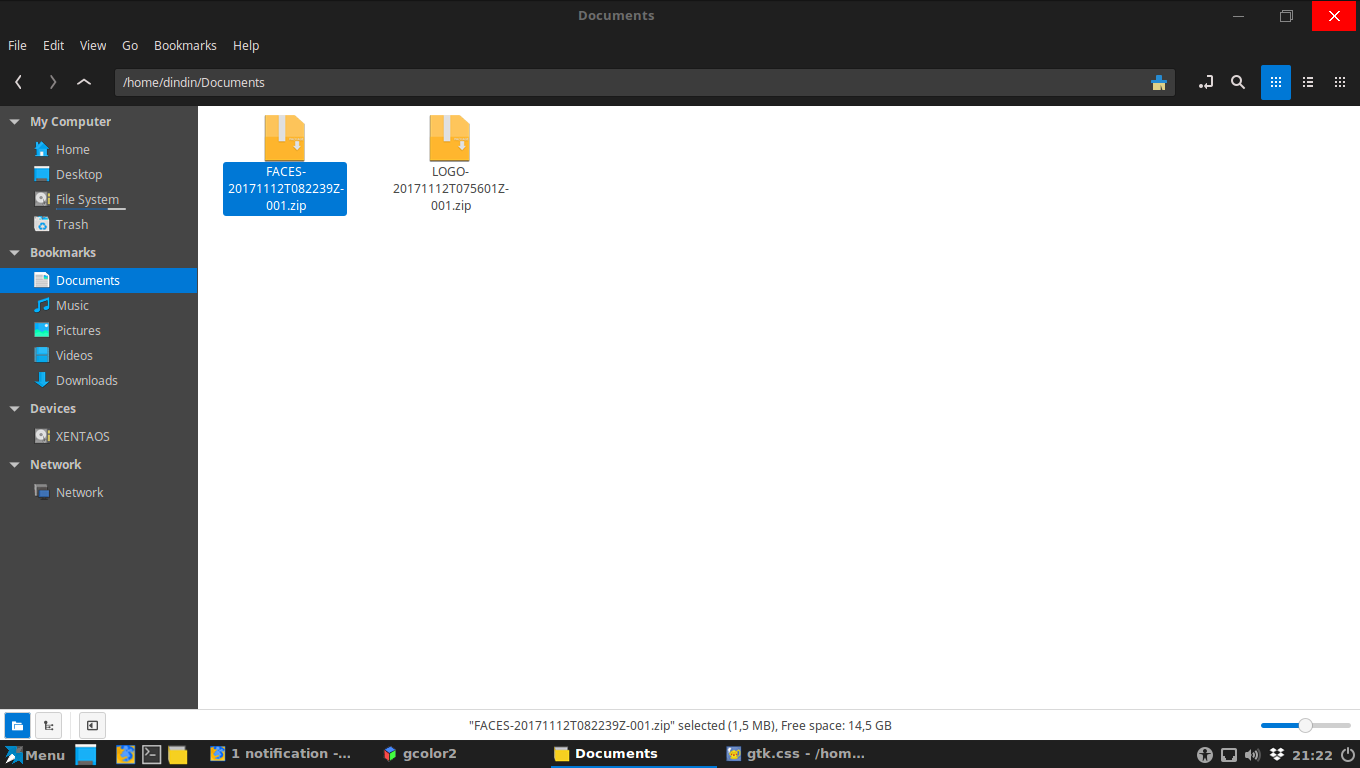 Documents
File Edit View Go Bookmarks Help
/home/dindin/Documents
My Computer
Home
Desktop
File System
Trash
Bookmarks
Documents
Music
Pictures
Videos
Downloads
Devices
XENTAOS
Network
Network
FACES-
20171112T082239Z-
001.zip
LOGO-
20171112T075601Z-
001.zip
"FACES-20171112T082239Z-001.zip" selected (1,5 MB), Free space: 14,5 GB
Menu 1 notification -... gcolor2 Documents gtk.css - /hom... 21:22